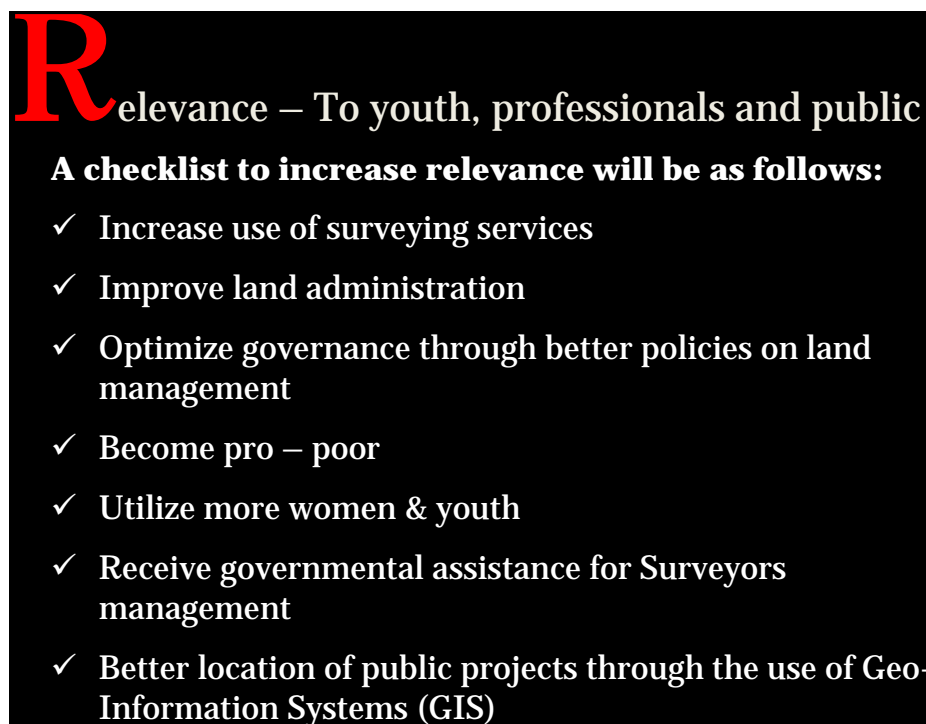 Relevance – To youth, professionals and public
A checklist to increase relevance will be as follows:
✓ Increase use of surveying services
✓ Improve land administration
✓ Optimize governance through better policies on land
management
✓ Become pro – poor
✓ Utilize more women & youth
✓ Receive governmental assistance for Surveyors
management
✓ Better location of public projects through the use of Geo-
Information Systems (GIS)